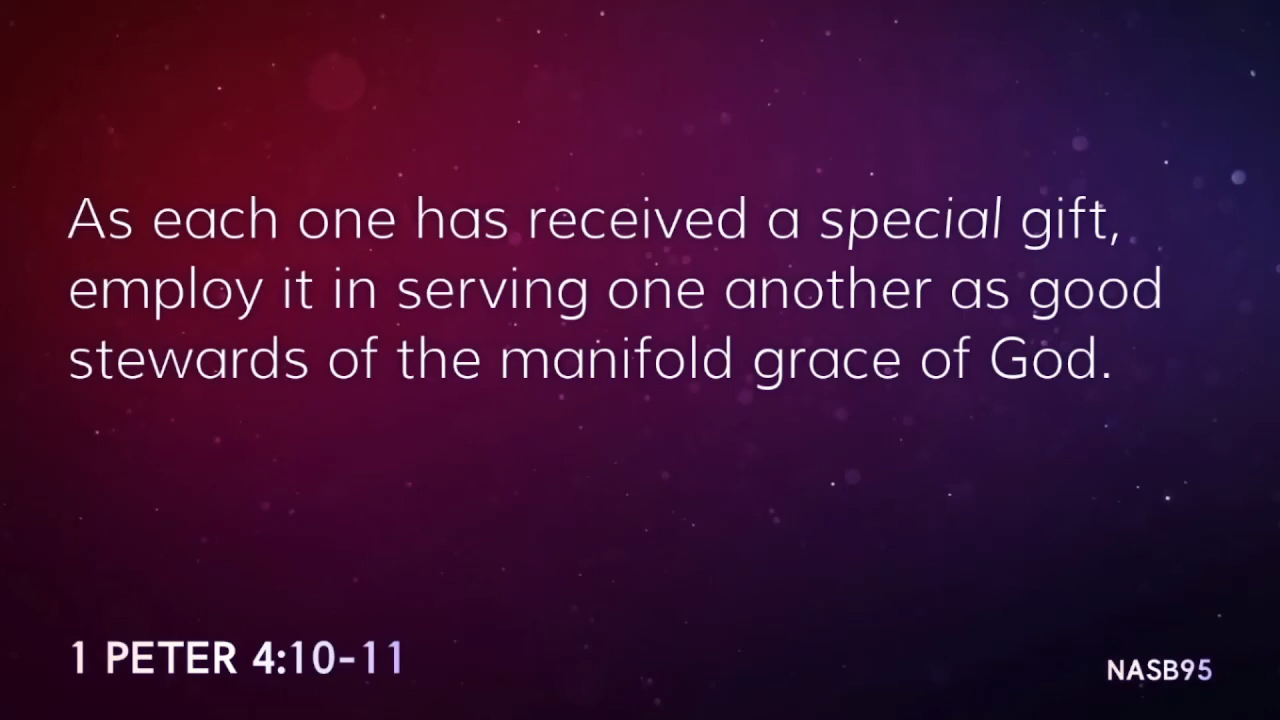 As each one has received a special gift,
employ it in serving one another as good
stewards of the manifold grace of God.
1 PETER 4:10-11
NASB95